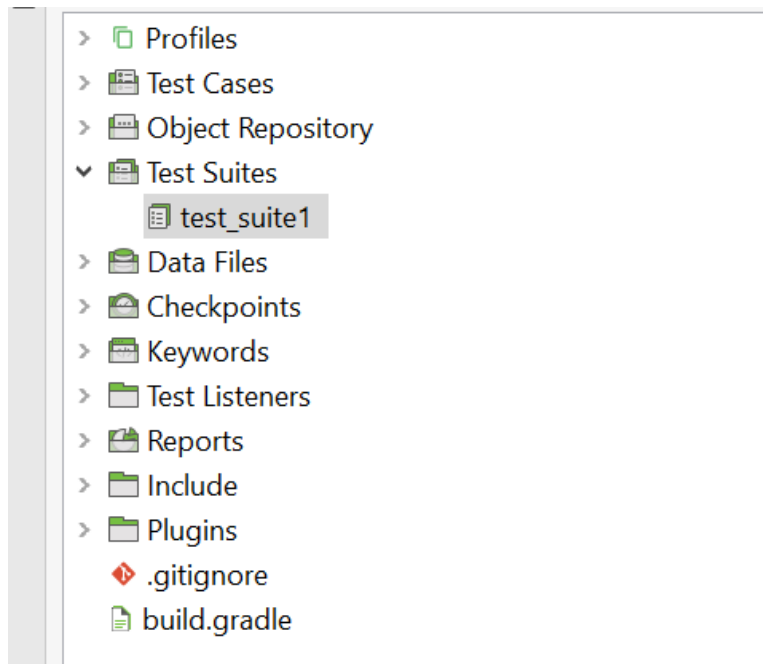 Profiles
Test Cases
Object Repository
Test Suites
test_suite1
Data Files
Checkpoints
Keywords
Test Listeners
Reports
Include
Plugins
.gitignore
build.gradle